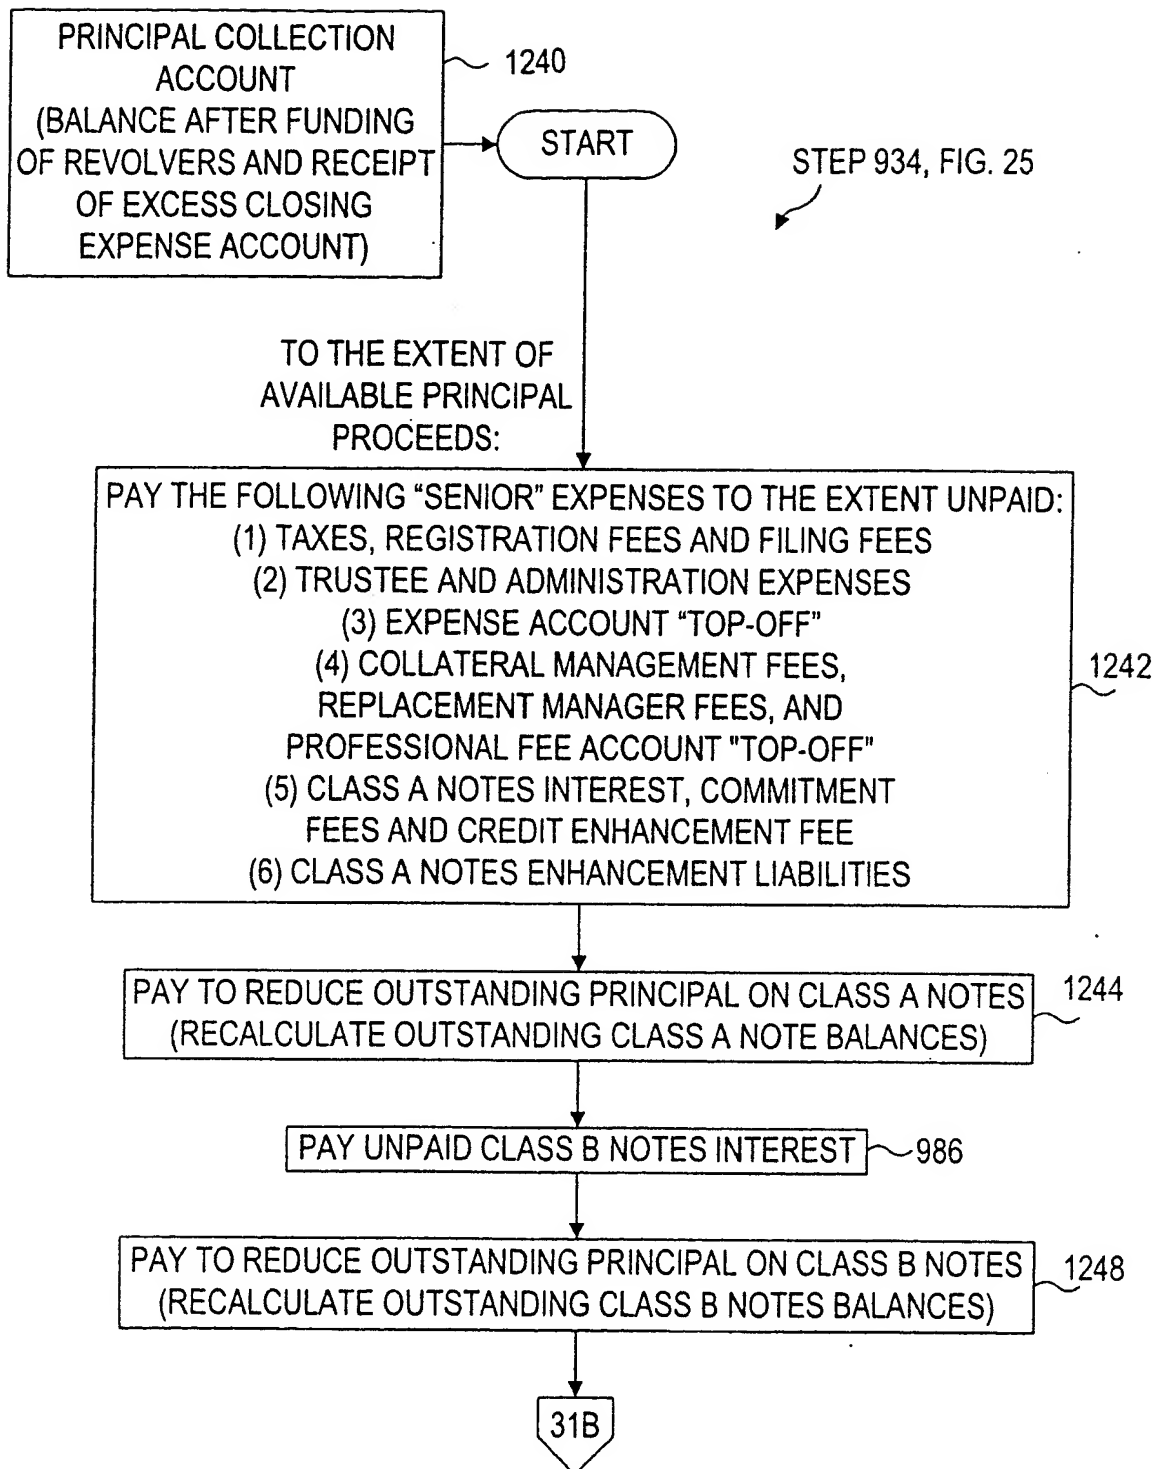 PRINCIPAL COLLECTION
ACCOUNT
(BALANCE AFTER FUNDING
OF REVOLVERS AND RECEIPT
OF EXCESS CLOSING
EXPENSE ACCOUNT)
1240
START
STEP 934, FIG. 25
TO THE EXTENT OF
AVAILABLE PRINCIPAL
PROCEEDS:
PAY THE FOLLOWING “SENIOR” EXPENSES TO THE EXTENT UNPAID:
(1) TAXES, REGISTRATION FEES AND FILING FEES
(2) TRUSTEE AND ADMINISTRATION EXPENSES
(3) EXPENSE ACCOUNT “TOP-OFF”
(4) COLLATERAL MANAGEMENT FEES,
REPLACEMENT MANAGER FEES, AND
PROFESSIONAL FEE ACCOUNT "TOP-OFF"
(5) CLASS A NOTES INTEREST, COMMITMENT
FEES AND CREDIT ENHANCEMENT FEE
(6) CLASS A NOTES ENHANCEMENT LIABILITIES
1242
PAY TO REDUCE OUTSTANDING PRINCIPAL ON CLASS A NOTES
(RECALCULATE OUTSTANDING CLASS A NOTE BALANCES)
1244
PAY UNPAID CLASS B NOTES INTEREST
986
PAY TO REDUCE OUTSTANDING PRINCIPAL ON CLASS B NOTES
(RECALCULATE OUTSTANDING CLASS B NOTES BALANCES)
1248
31B